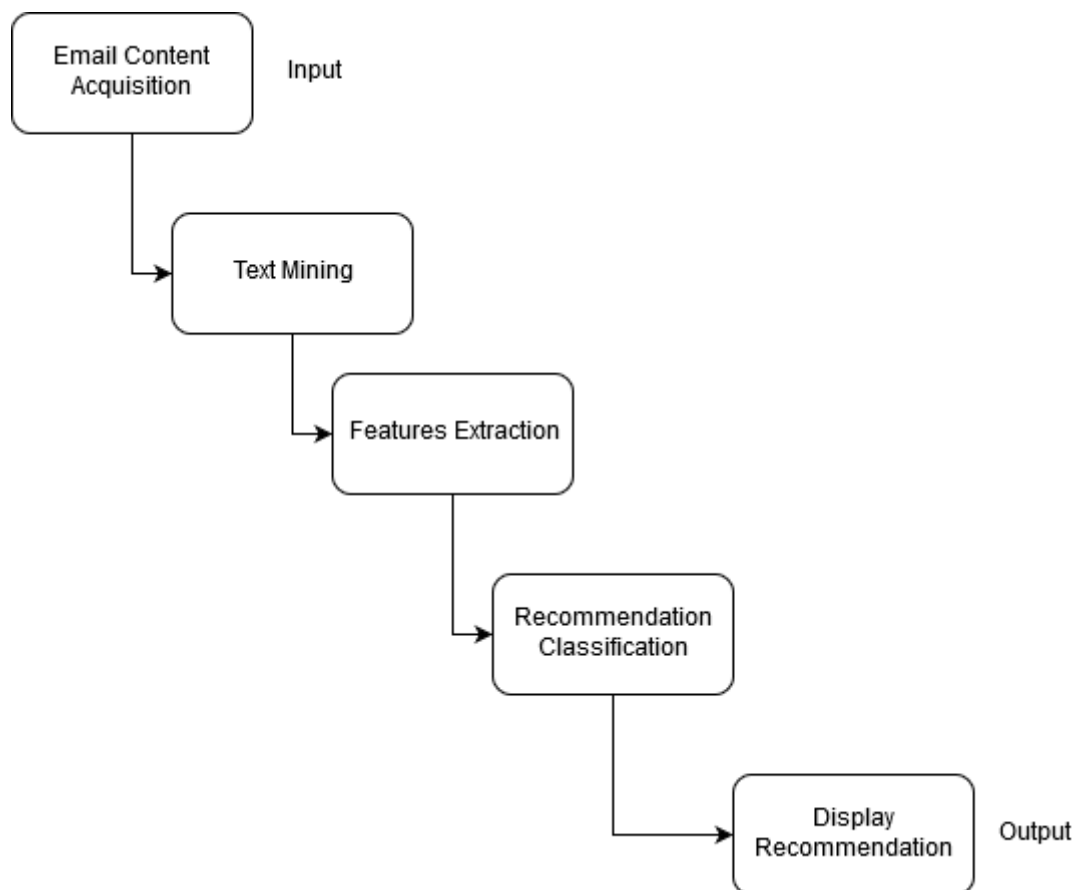 Email Content
Acquisition
Input
Text Mining
Features Extraction
Recommendation
Classification
Display
Recommendation
Output